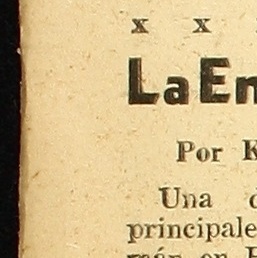 x x
La En
Por K
Una
principale